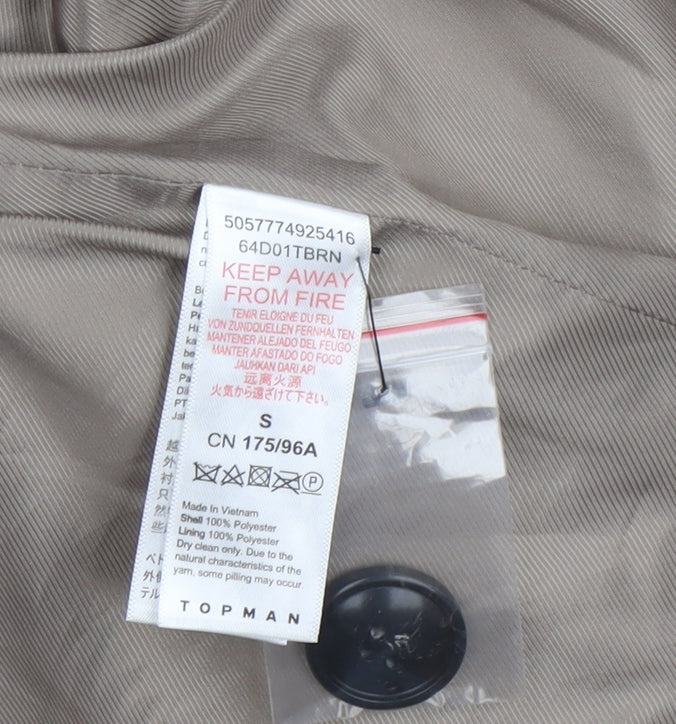 5057774925416
64D01TBRN
KEEP AWAY
FROM FIRE
TENIR ELOIGNE DU FEU
VON ZUNDQUELLEN FERNHALTEN
MANTENER ALEJADO DEL FEUGO
MANTER AFASTADO DO FOGO
JAUHKAN DARI API
远离火源
火気から遠ざけて下さい。
S
CN 175/96A
P
Made In Vietnam
Shell 100% Polyester
Lining 100% Polyester
Dry clean only. Due to the
natural characteristics of the
yarn, some pilling may occur
TOPMAN